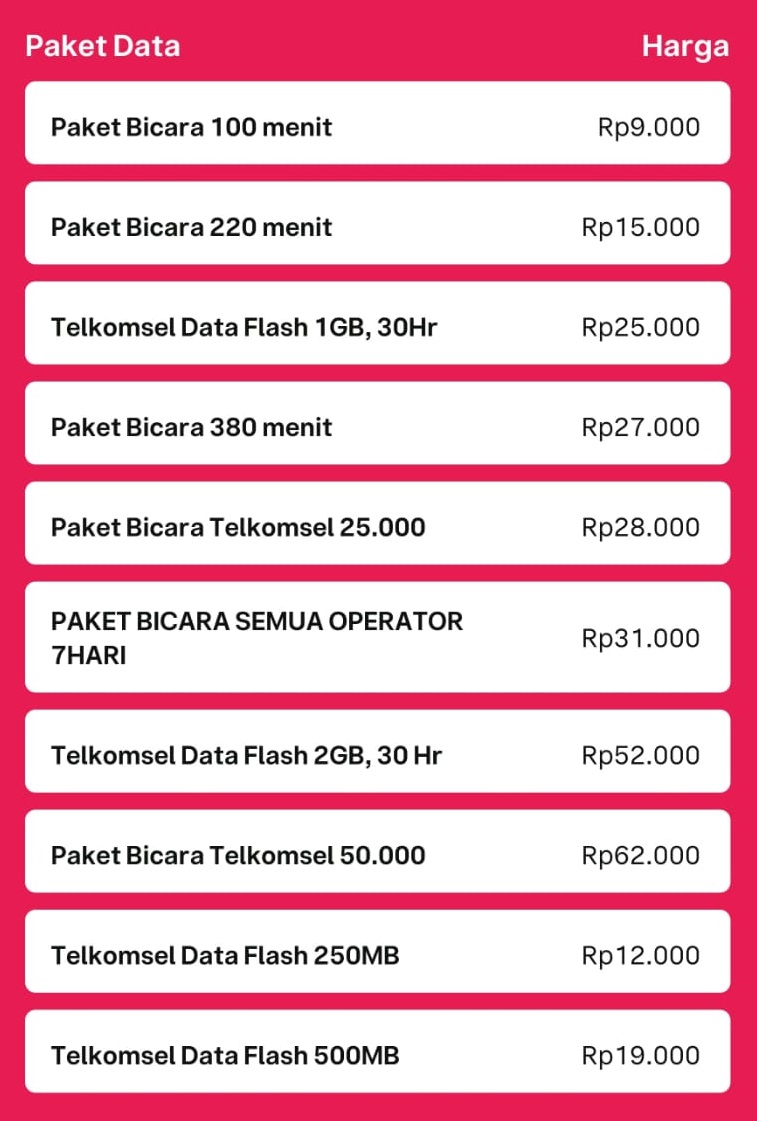 Paket Data Harga
Paket Bicara 100 menit Rp9.000
Paket Bicara 220 menit Rp15.000
Telkomsel Data Flash 1GB, 30Hr Rp25.000
Paket Bicara 380 menit Rp27.000
Paket Bicara Telkomsel 25.000 Rp28.000
PAKET BICARA SEMUA OPERATOR
7HARI
Rp31.000
Telkomsel Data Flash 2GB, 30 Hr Rp52.000
Paket Bicara Telkomsel 50.000 Rp62.000
Telkomsel Data Flash 250MB Rp12.000
Telkomsel Data Flash 500MB Rp19.000